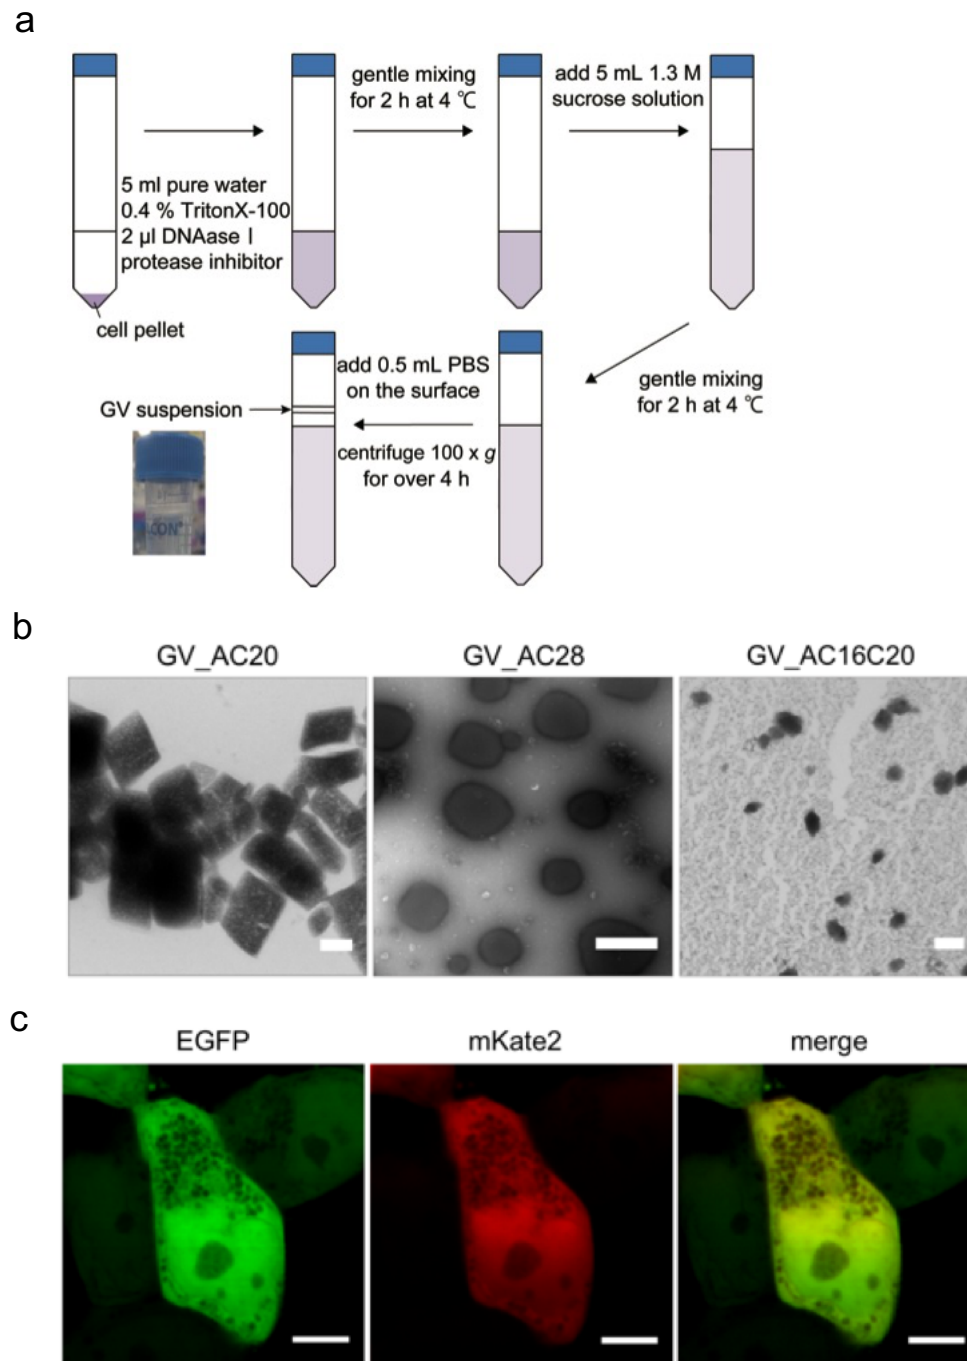 a
gentle mixing
for 2 h at 4 ℃
add 5 mL 1.3 M
sucrose solution
5 ml pure water
0.4 % TritonX-100
2 µl DNAase I
protease inhibitor
cell pellet
add 0.5 mL PBS
on the surface
gentle mixing
for 2 h at 4 ℃
GV suspension
centrifuge 100 x g
for over 4 h
b
GV_AC20
GV_AC28
GV_AC16C20
c
EGFP
mKate2
merge